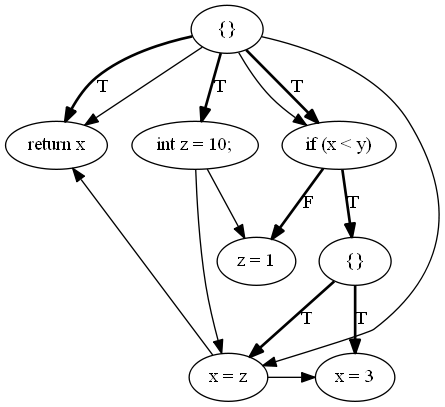 {}
T
T
T
return x
int z = 10;
if (x < y)
F
T
z = 1
{}
T
T
x = z
x = 3